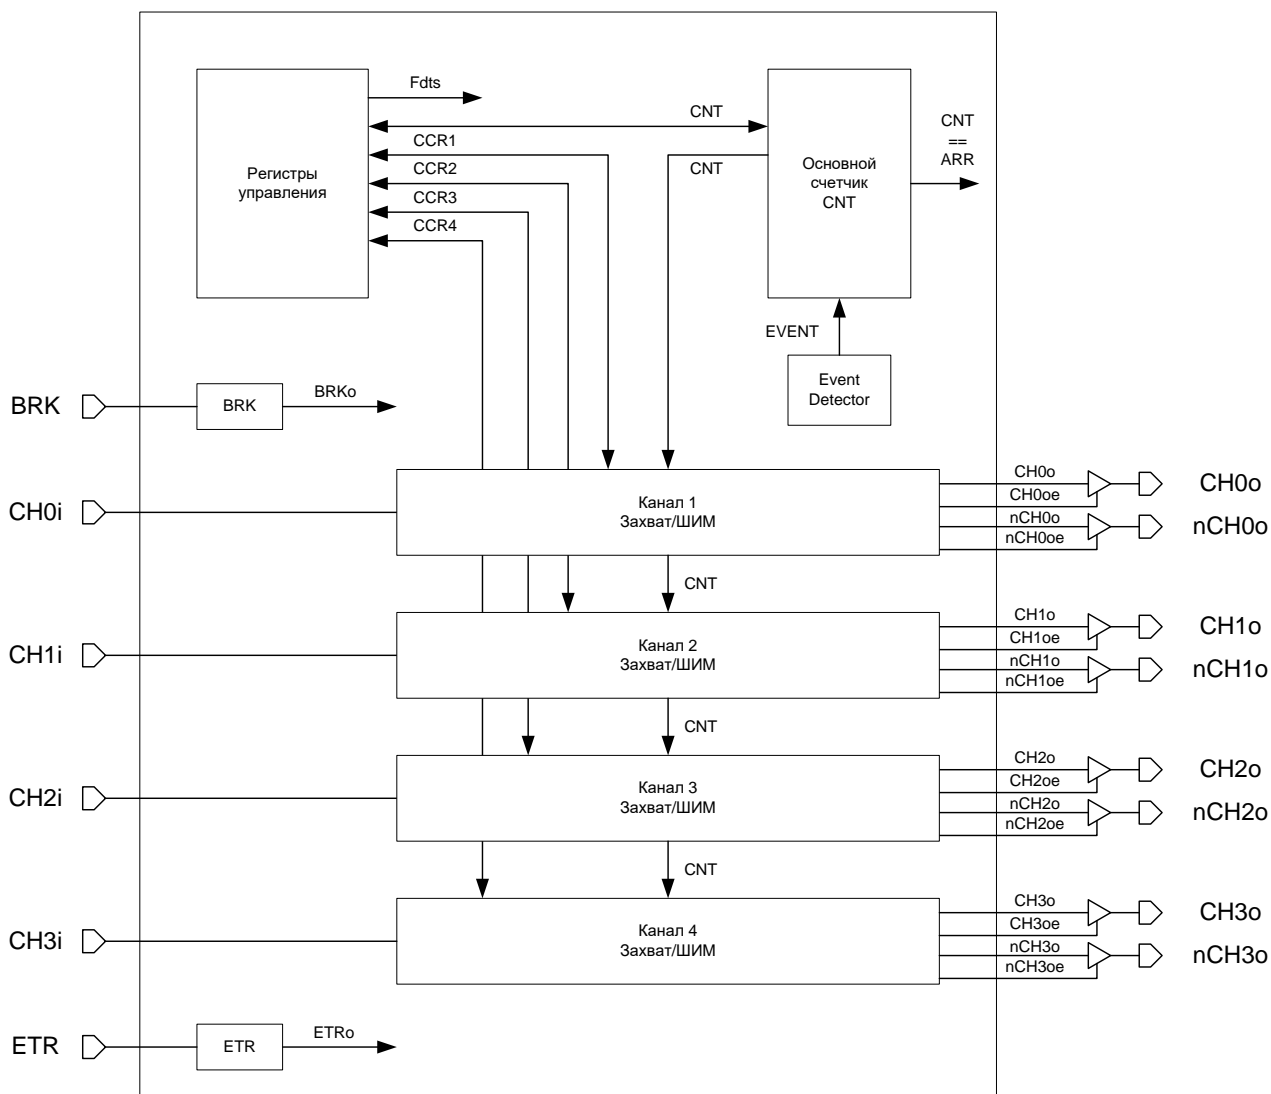 Fdts
CNT
CNT
==
ARR
CCR1
CNT
CCR2
CCR3
CCR4
Регистры
управления
Основной
счетчик
CNT
EVENT
Event
Detector
BRK
BRK
BRKo
CH0i
Канал 1
Захват/ШИМ
CH0o
CH0oe
nCH0o
nCH0oe
CH0o
nCH0o
CNT
CH1i
Канал 2
Захват/ШИМ
CH1o
CH1oe
nCH1o
nCH1oe
CH1o
nCH1o
CNT
CH2i
Канал 3
Захват/ШИМ
CH2o
CH2oe
nCH2o
nCH2oe
CH2o
nCH2o
CNT
CH3i
Канал 4
Захват/ШИМ
CH3o
CH3oe
nCH3o
nCH3oe
CH3o
nCH3o
ETR
ETR
ETRo